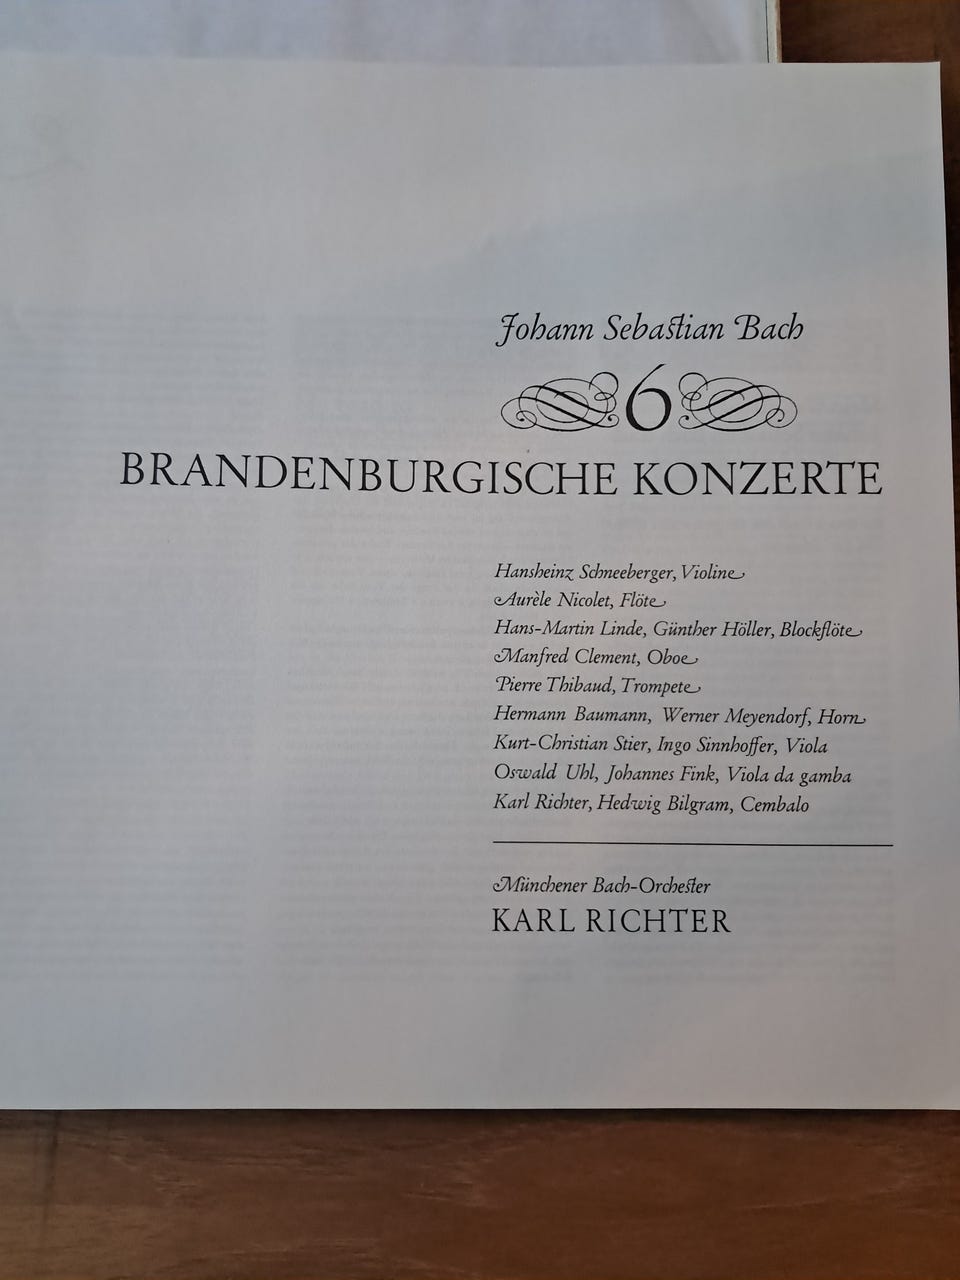 Johann Sebastian Bach
6
BRANDENBURGISCHE KONZERTE
Hansheinz Schneeberger, Violine
Aurèle Nicolet, Flöte
Hans-Martin Linde, Günther Höller, Blockflöte
Manfred Clement, Oboe
Pierre Thibaud, Trompete
Hermann Baumann, Werner Meyendorf, Horn
Kurt-Christian Stier, Ingo Sinnhoffer, Viola
Oswald Uhl, Johannes Fink, Viola da gamba
Karl Richter, Hedwig Bilgram, Cembalo
Münchener Bach-Orchester
KARL RICHTER